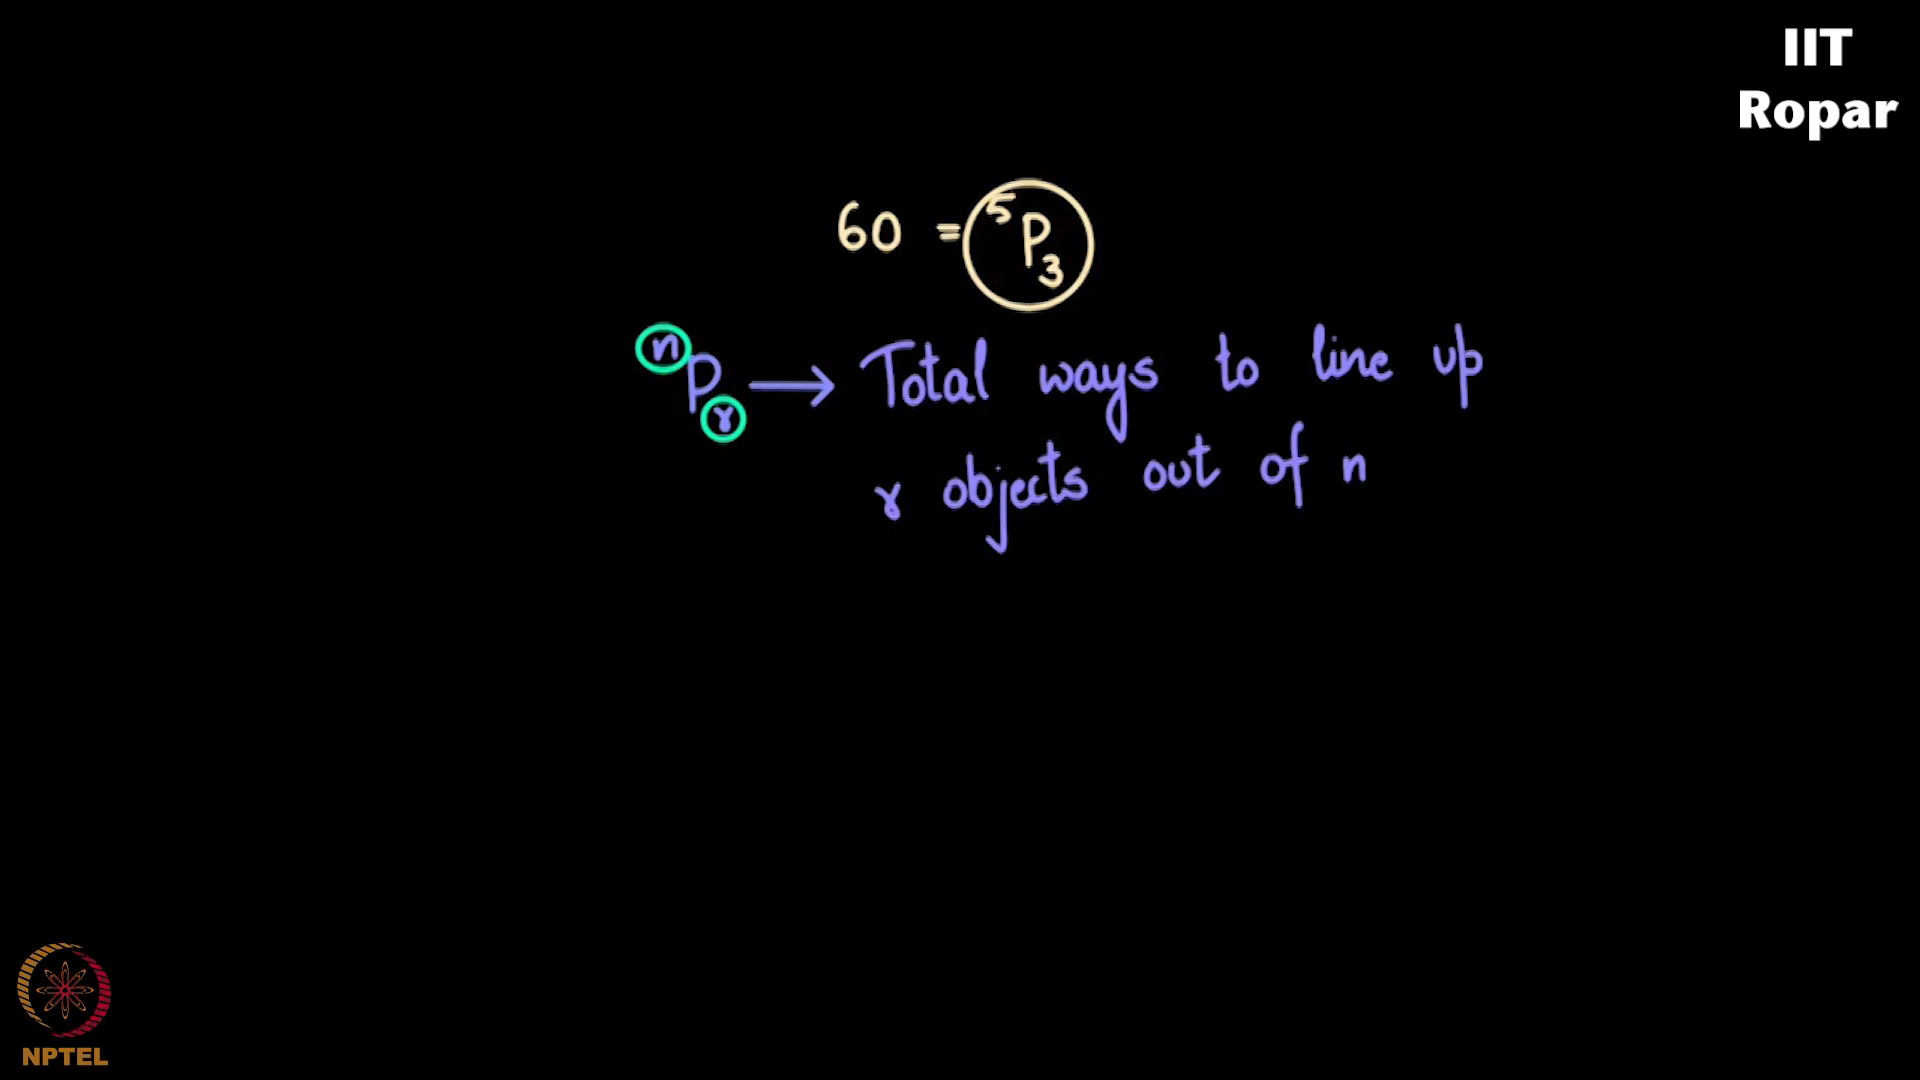 IIT
Ropar
60 = ⁵P₃
ⁿPᵣ → Total ways to line up
r objects out of n
NPTEL